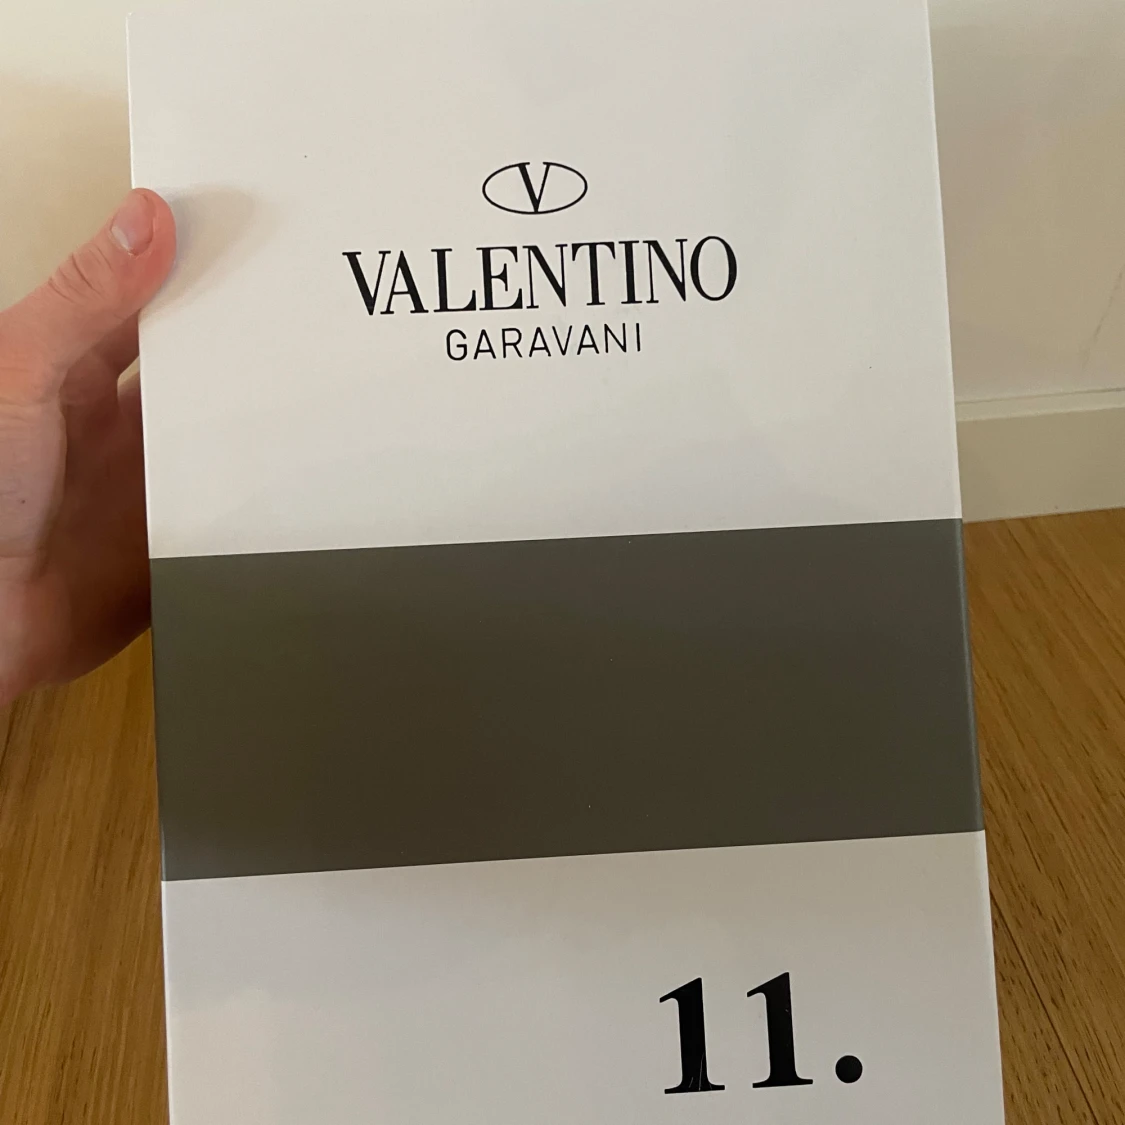 V
VALENTINO
GARAVANI
11.